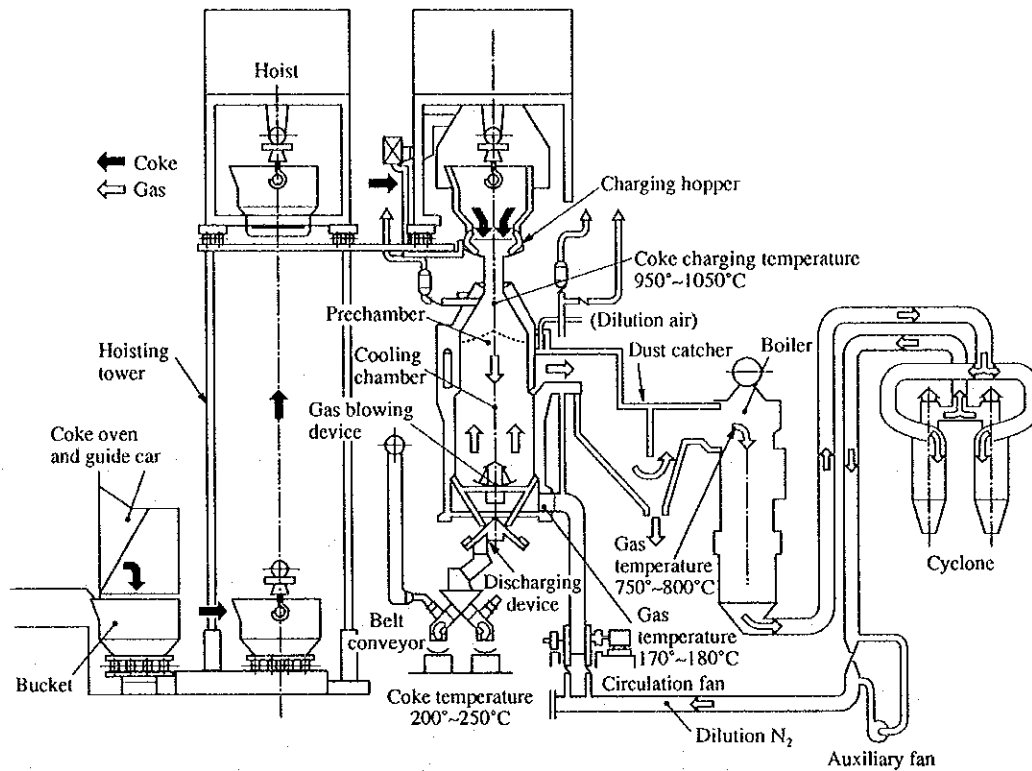 Hoist
Coke
Gas
Charging hopper
Coke charging temperature
950°~1050°C
Prechamber
(Dilution air)
Boiler
Dust catcher
Cooling
chamber
Hoisting
tower
Gas blowing
device
Coke oven
and guide car
Gas
temperature
750°~800°C
Cyclone
Discharging
device
Belt
conveyor
Gas
temperature
170°~180°C
Bucket
Coke temperature
200°~250°C
Circulation fan
Dilution N₂
Auxiliary fan